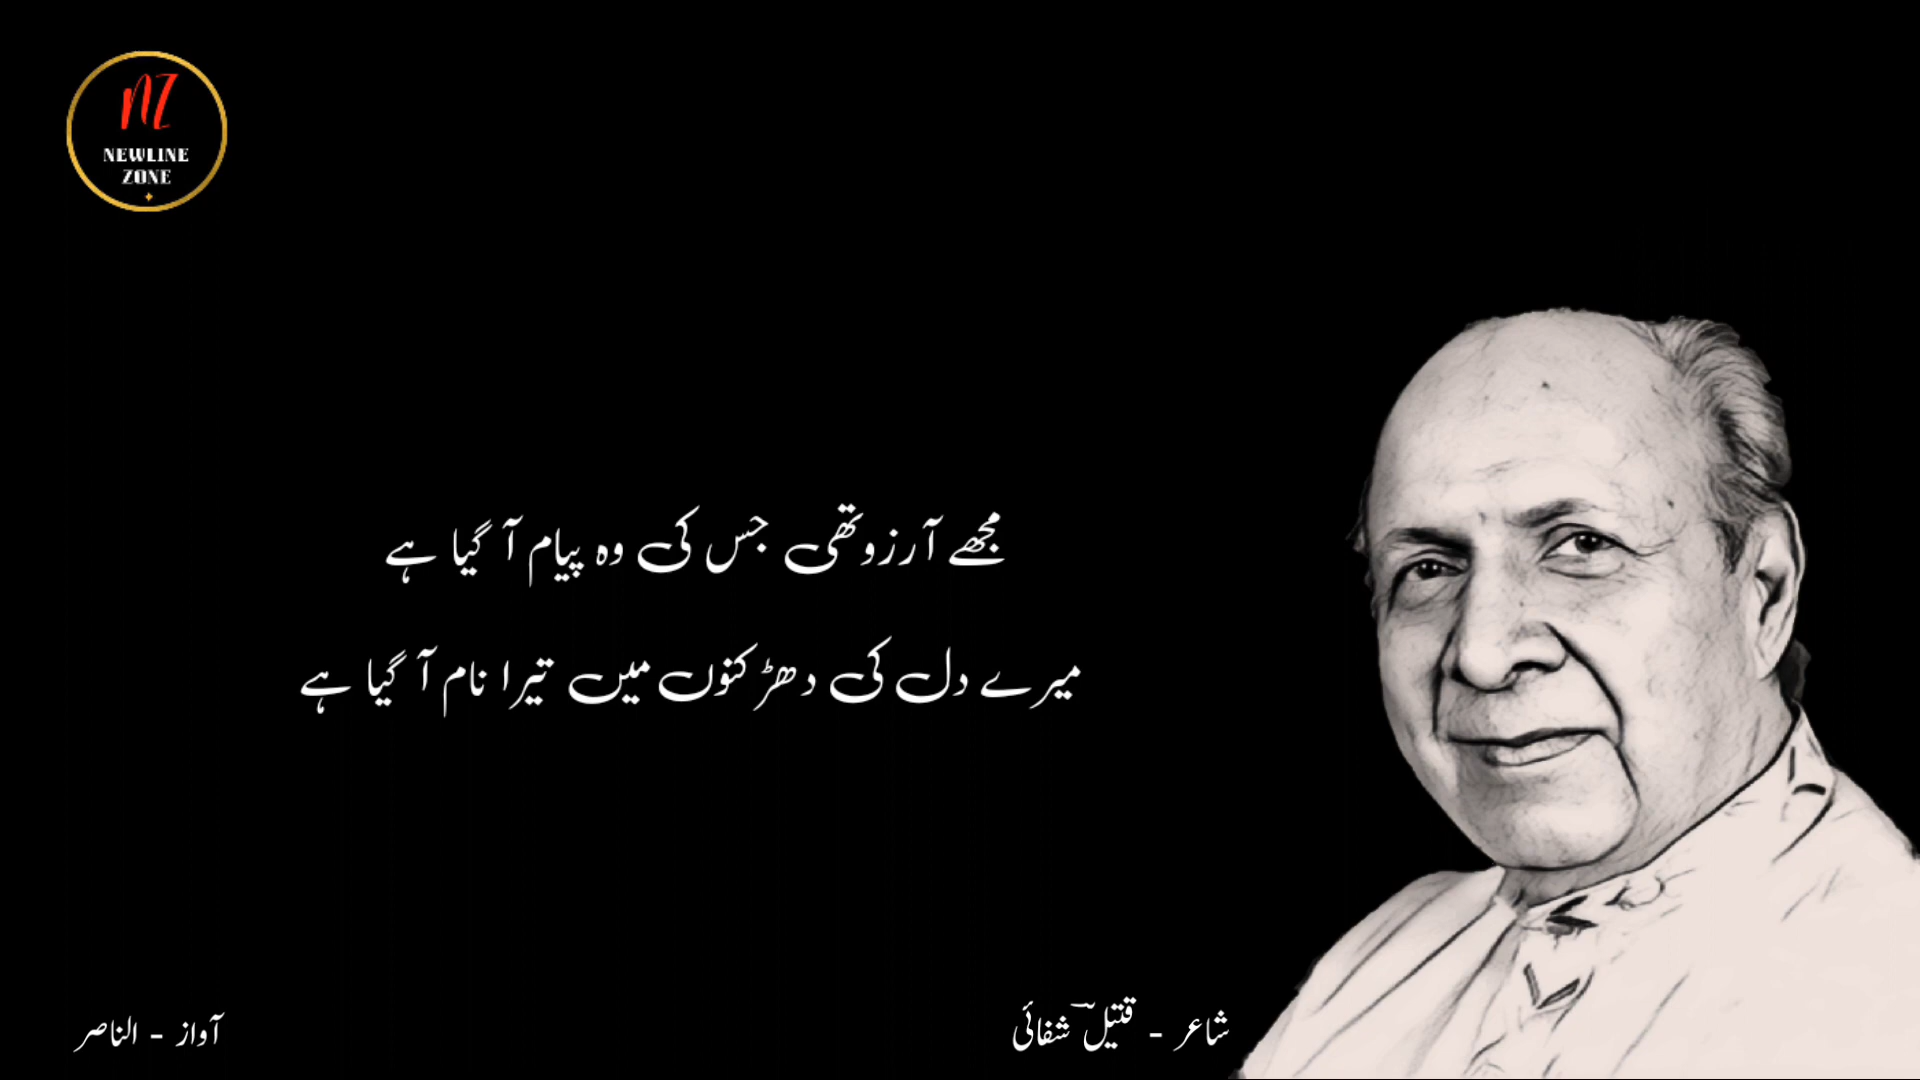 NZ
NEWLINE
ZONE
مجھے آرزو تھی جس کی وہ پیام آ گیا ہے
میرے دل کی دھڑکنوں میں تیرا نام آ گیا ہے
شاعر - قتیلؔ شفائی
آواز - الناصر